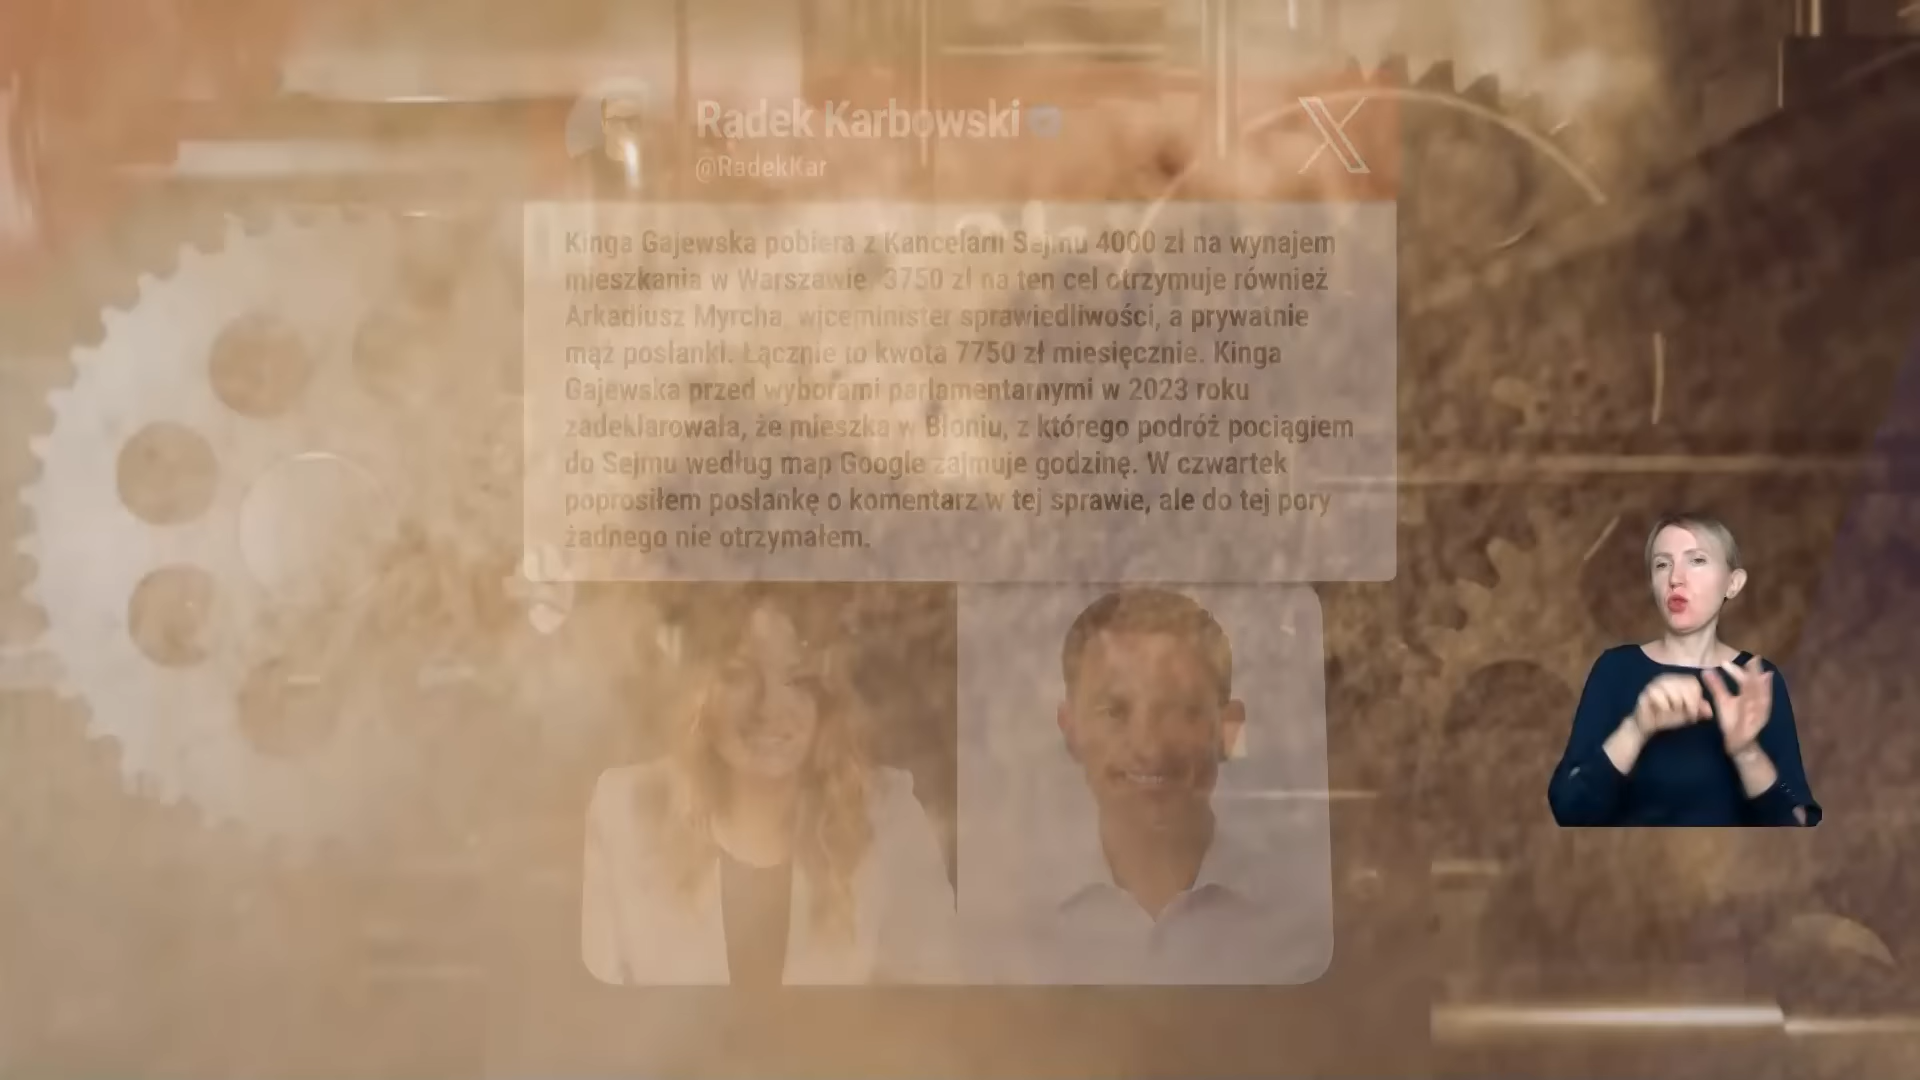 Radek Karbowski
@RadekKar
Kinga Gajewska pobiera z Kancelarii Sejmu 4000 zł na wynajem
mieszkania w Warszawie. 3750 zł na ten cel otrzymuje również
Arkadiusz Myrcha, wiceminister sprawiedliwości, a prywatnie
mąż posłanki. Łącznie to kwota 7750 zł miesięcznie. Kinga
Gajewska przed wyborami parlamentarnymi w 2023 roku
zadeklarowała, że mieszka w Błoniu, z którego podróż pociągiem
do Sejmu według map Google zajmuje godzinę. W czwartek
poprosiłem posłankę o komentarz w tej sprawie, ale do tej pory
żadnego nie otrzymałem.